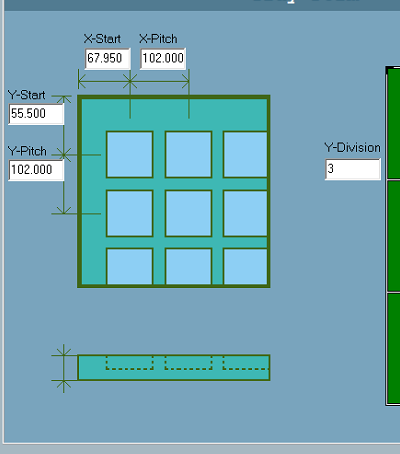 X-Start X-Pitch
67.950 102.000
Y-Start
55.500
Y-Pitch
102.000
Y-Division
3